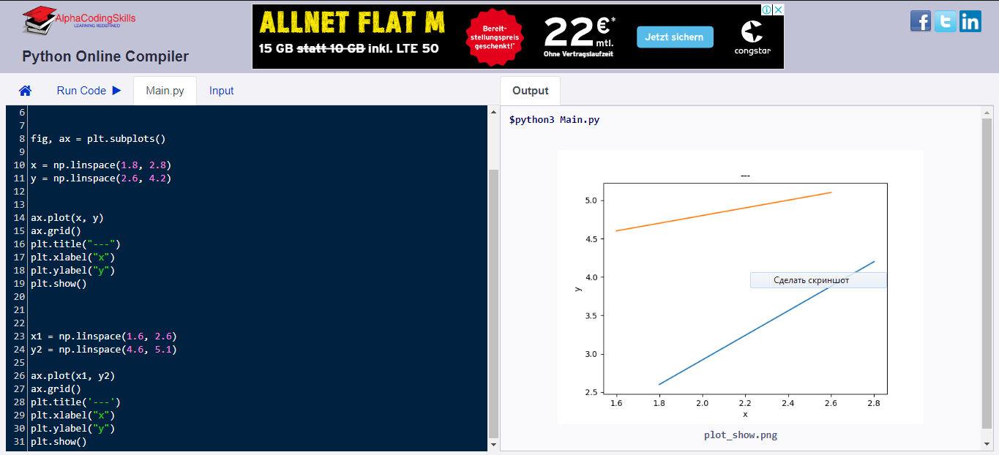 AlphaCodingSkills
LEARNING REDEFINED
Python Online Compiler
ALLNET FLAT M
15 GB statt 10 GB inkl. LTE 50
Bereit-
stellungspreis
geschenkt!*
22€*
mtl.
Ohne Vertragslaufzeit
Jetzt sichern
congstar
f t in
Run Code
Main.py
Input
Output
6
7
8 fig, ax = plt.subplots()
9
10 x = np.linspace(1.8, 2.8)
11 y = np.linspace(2.6, 4.2)
12
13
14 ax.plot(x, y)
15 ax.grid()
16 plt.title("---")
17 plt.xlabel("x")
18 plt.ylabel("y")
19 plt.show()
20
21
22
23 x1 = np.linspace(1.6, 2.6)
24 y2 = np.linspace(4.6, 5.1)
25
26 ax.plot(x1, y2)
27 ax.grid()
28 plt.title('---')
29 plt.xlabel("x")
30 plt.ylabel("y")
31 plt.show()
$python3 Main.py
---
5.0
4.5
4.0
3.5
3.0
2.5
y
Сделать скриншот
1.6 1.8 2.0 2.2 2.4 2.6 2.8
x
plot_show.png